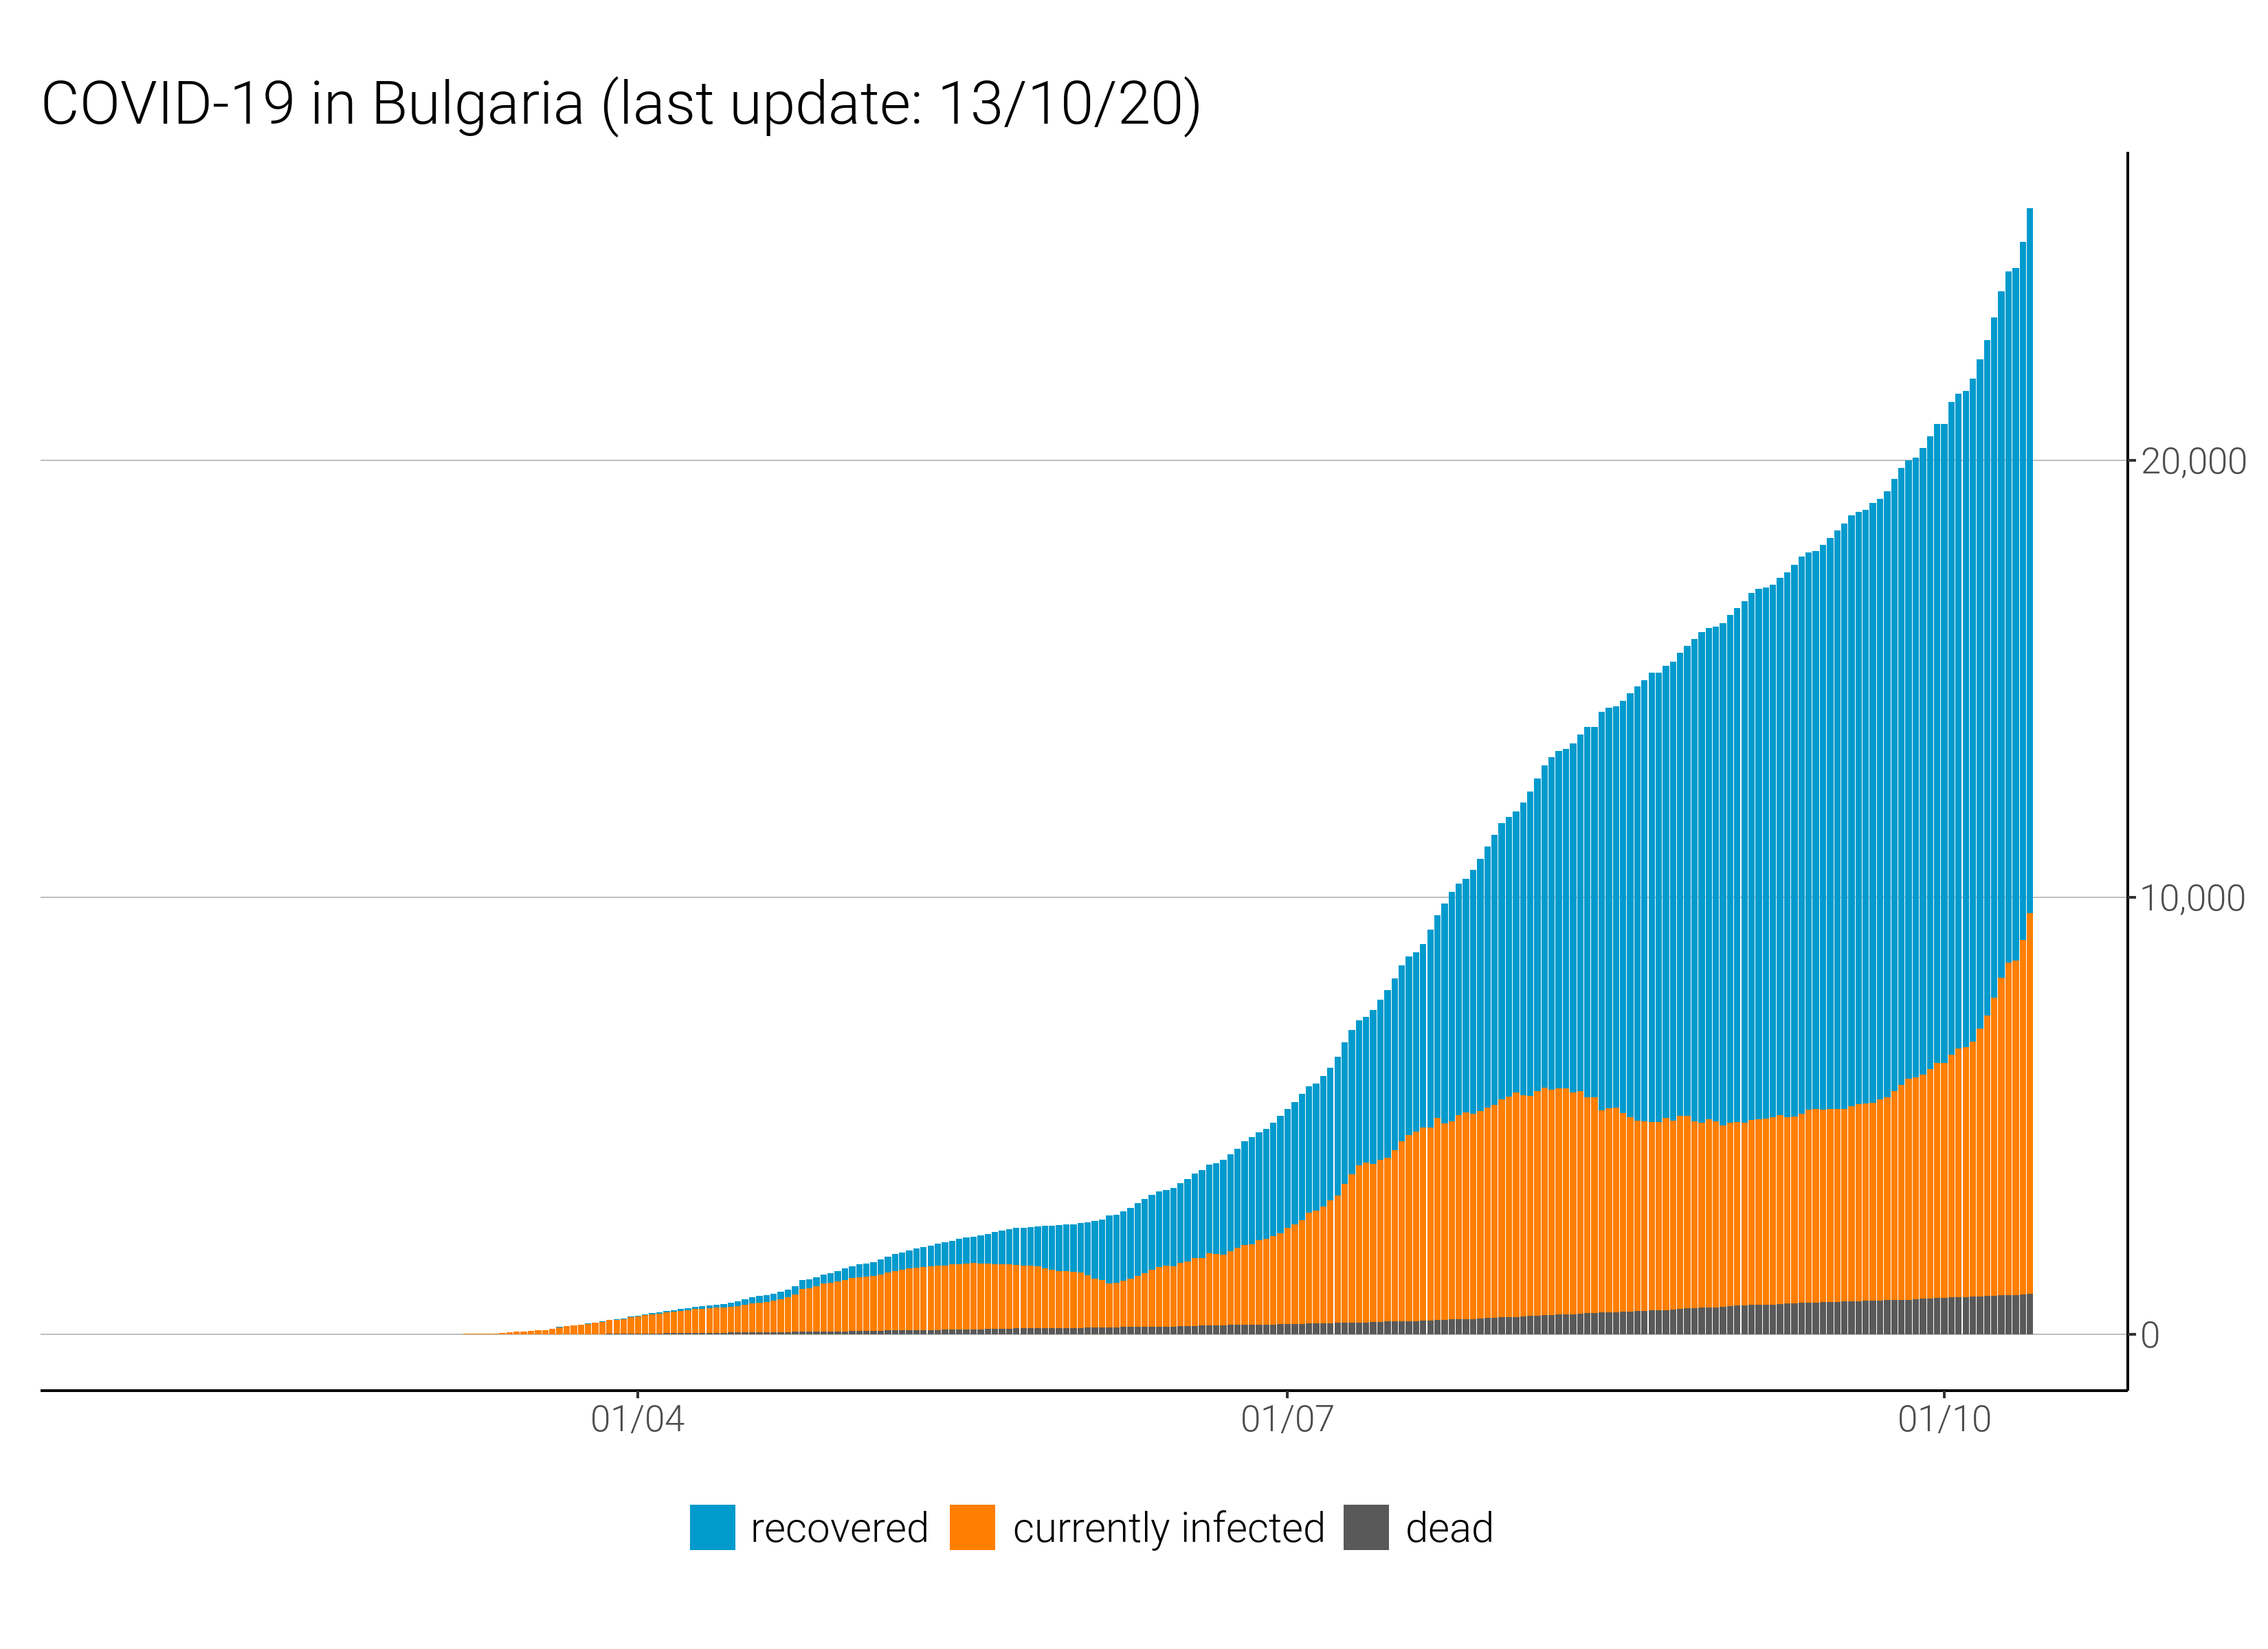 COVID-19 in Bulgaria (last update: 13/10/20)
20,000
10,000
0
01/04 01/07 01/10
recovered currently infected dead